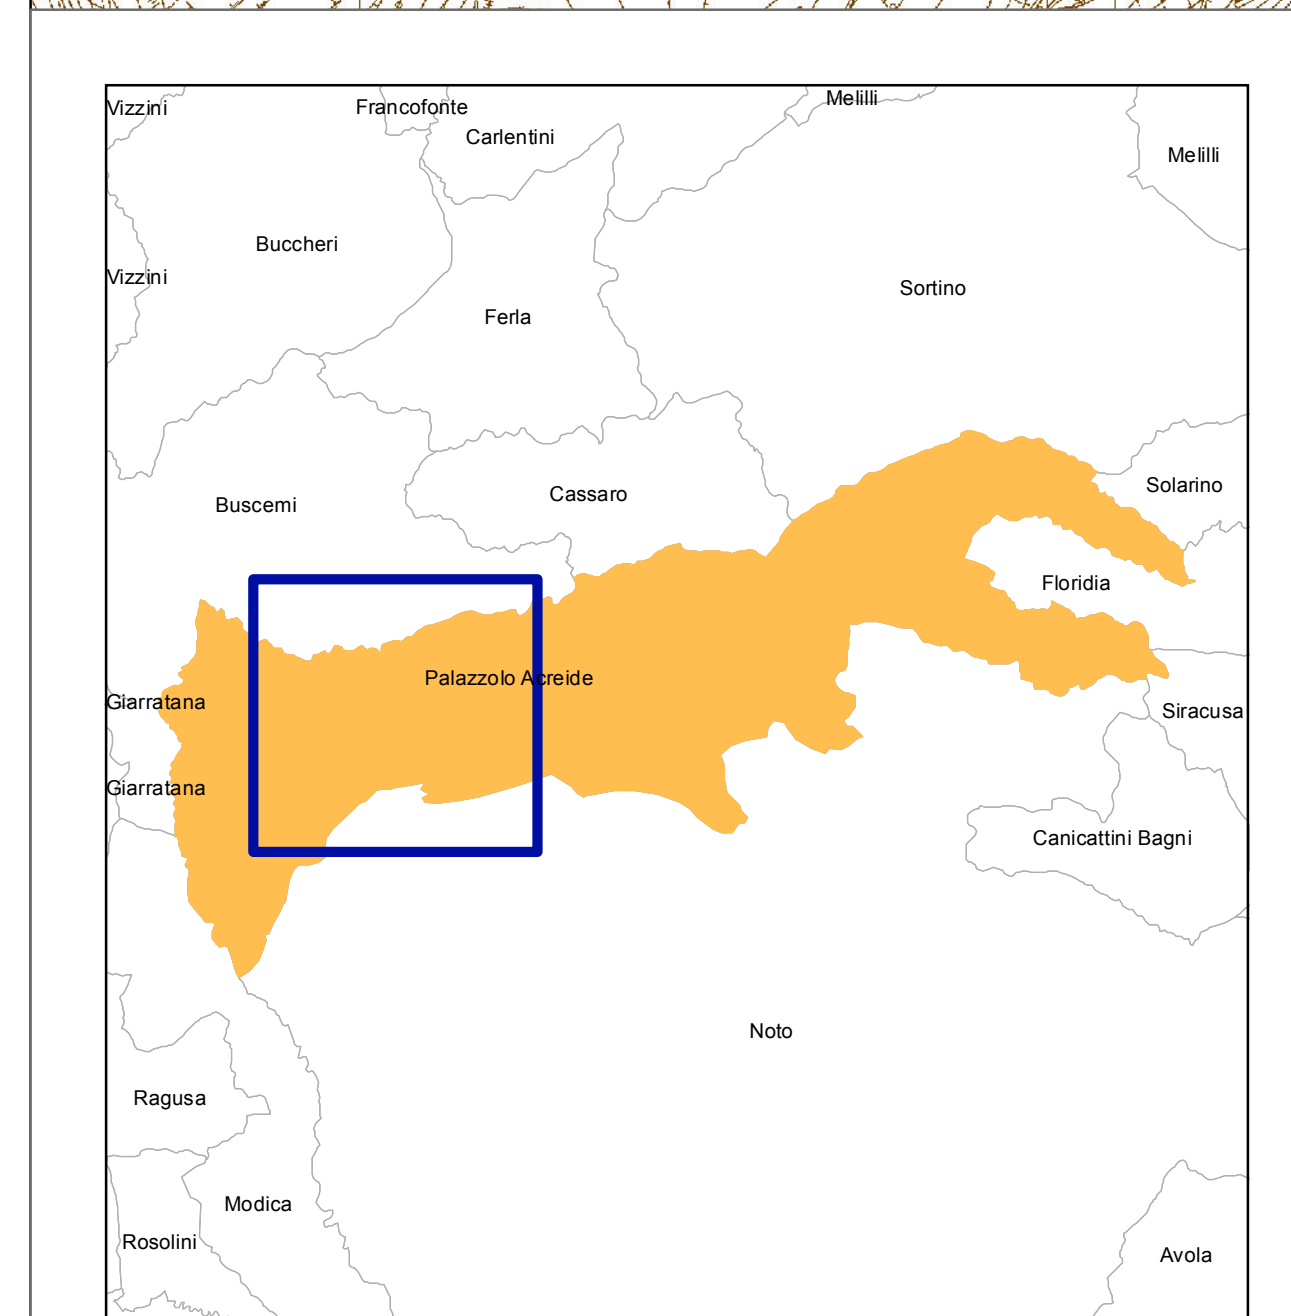 Melilli
Vizzini
Francofonte
Carlentini
Melilli
Buccheri
Vizzini
Sortino
Ferla
Solarino
Cassaro
Buscemi
Floridia
Palazzolo Acreide
Giarratana
Siracusa
Giarratana
Canicattini Bagni
Noto
Ragusa
Modica
Rosolini
Avola